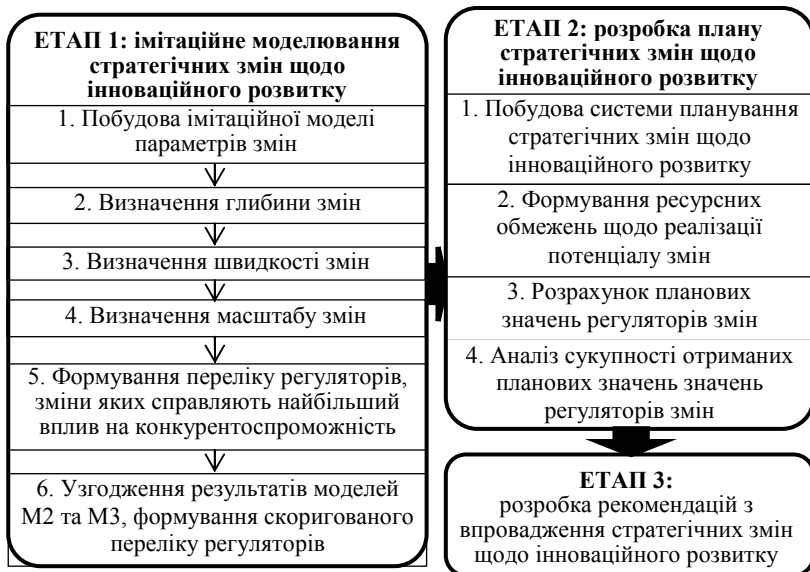 ЕТАП 1: імітаційне моделювання
стратегічних змін щодо
інноваційного розвитку
1. Побудова імітаційної моделі
параметрів змін
2. Визначення глибини змін
3. Визначення швидкості змін
4. Визначення масштабу змін
5. Формування переліку регуляторів,
зміни яких справляють найбільший
вплив на конкурентоспроможність
6. Узгодження результатів моделей
М2 та М3, формування скоригованого
переліку регуляторів
ЕТАП 2: розробка плану
стратегічних змін щодо
інноваційного розвитку
1. Побудова системи планування
стратегічних змін щодо
інноваційного розвитку
2. Формування ресурсних
обмежень щодо реалізації
потенціалу змін
3. Розрахунок планових
значень регуляторів змін
4. Аналіз сукупності отриманих
планових значень значень
регуляторів змін
ЕТАП 3:
розробка рекомендацій з
впровадження стратегічних змін
щодо інноваційного розвитку